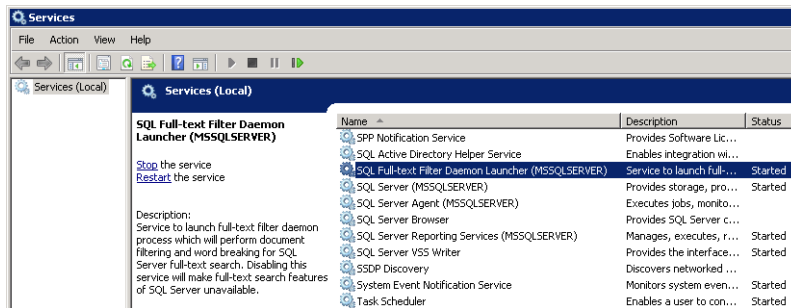 Services
File Action View Help
Services (Local)
Services (Local)
SQL Full-text Filter Daemon
Launcher (MSSQLSERVER)
Stop the service
Restart the service
Description:
Service to launch full-text filter daemon
process which will perform document
filtering and word breaking for SQL
Server full-text search. Disabling this
service will make full-text search features
of SQL Server unavailable.
Name Description Status
SPP Notification Service Provides Software Lic...
SQL Active Directory Helper Service Enables integration wi...
SQL Full-text Filter Daemon Launcher (MSSQLSERVER) Service to launch full-... Started
SQL Server (MSSQLSERVER) Provides storage, pro... Started
SQL Server Agent (MSSQLSERVER) Executes jobs, monito...
SQL Server Browser Provides SQL Server c...
SQL Server Reporting Services (MSSQLSERVER) Manages, executes, r... Started
SQL Server VSS Writer Provides the interface... Started
SSDP Discovery Discovers networked ...
System Event Notification Service Monitors system even... Started
Task Scheduler Enables a user to con... Started